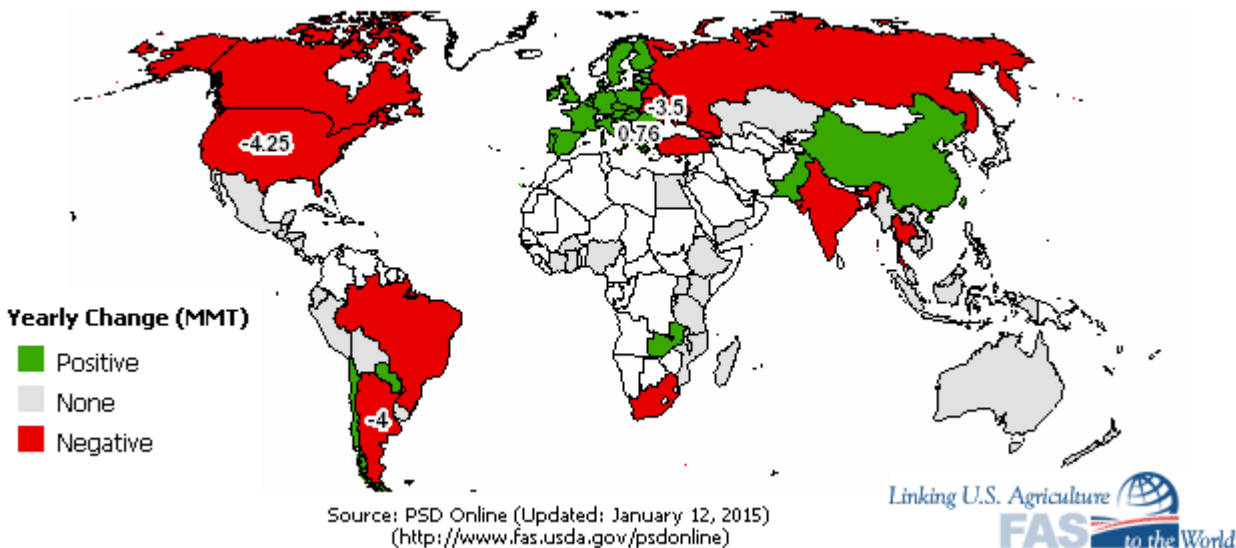 -3.5
0.76
-4.25
Yearly Change (MMT)
Positive
None
Negative
-4
Source: PSD Online (Updated: January 12, 2015)
(http://www.fas.usda.gov/psdonline)
Linking U.S. Agriculture
FAS to the World